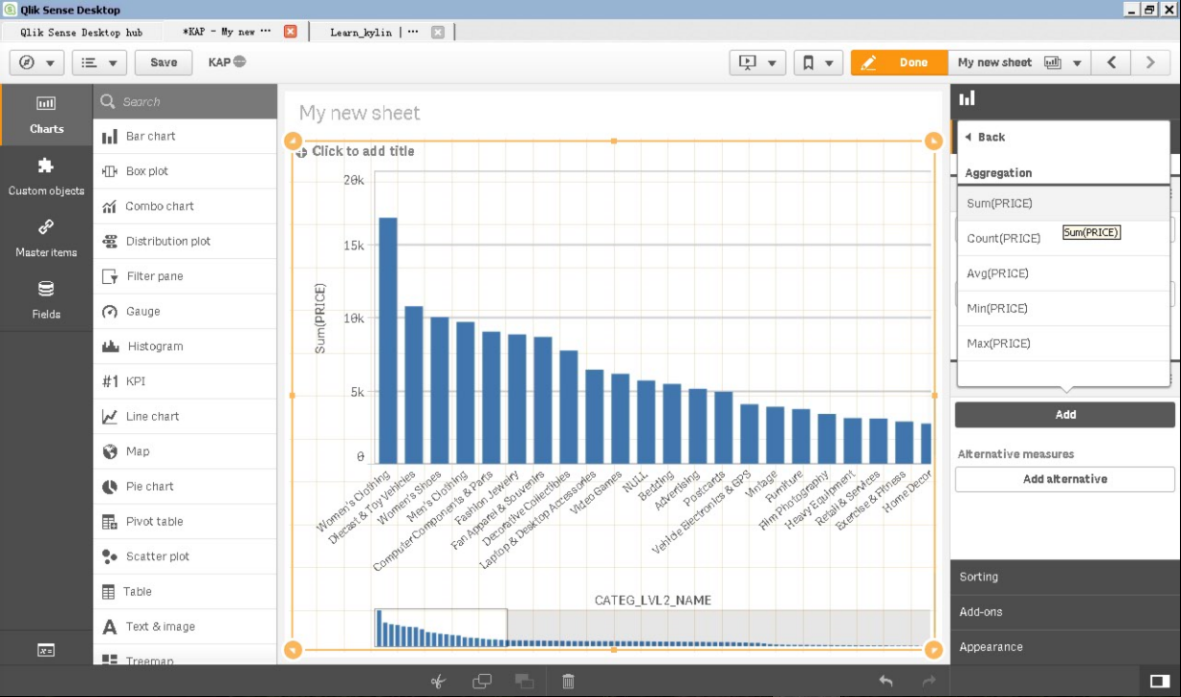 Qlik Sense Desktop
Qlik Sense Desktop hub
*KAP - My new ···
Learn_kylin | ···
Save
KAP
Done
My new sheet
Charts
Custom objects
Master items
Fields
Search
Bar chart
Box plot
Combo chart
Distribution plot
Filter pane
Gauge
Histogram
#1 KPI
Line chart
Map
Pie chart
Pivot table
Scatter plot
Table
A Text & image
Treemap
My new sheet
Click to add title
Sum(PRICE)
20k
15k
10k
5k
0
Women's Clothing
Diecast & Toy Vehicles
Women's Shoes
Men's Clothing
Computer Components & Parts
Fashion Jewelry
Fan Apparel & Souvenirs
Decorative Collectibles
Laptop & Desktop Accessories
Video Games
NULL
Bedding
Advertising
Postcards
Vehicle Electronics & GPS
Vintage
Furniture
Film Photography
Heavy Equipment
Retail & Services
Exercise & Fitness
Home Decor
CATEG_LVL2_NAME
Back
Aggregation
Sum(PRICE)
Count(PRICE)
Sum(PRICE)
Avg(PRICE)
Min(PRICE)
Max(PRICE)
Add
Alternative measures
Add alternative
Sorting
Add-ons
Appearance